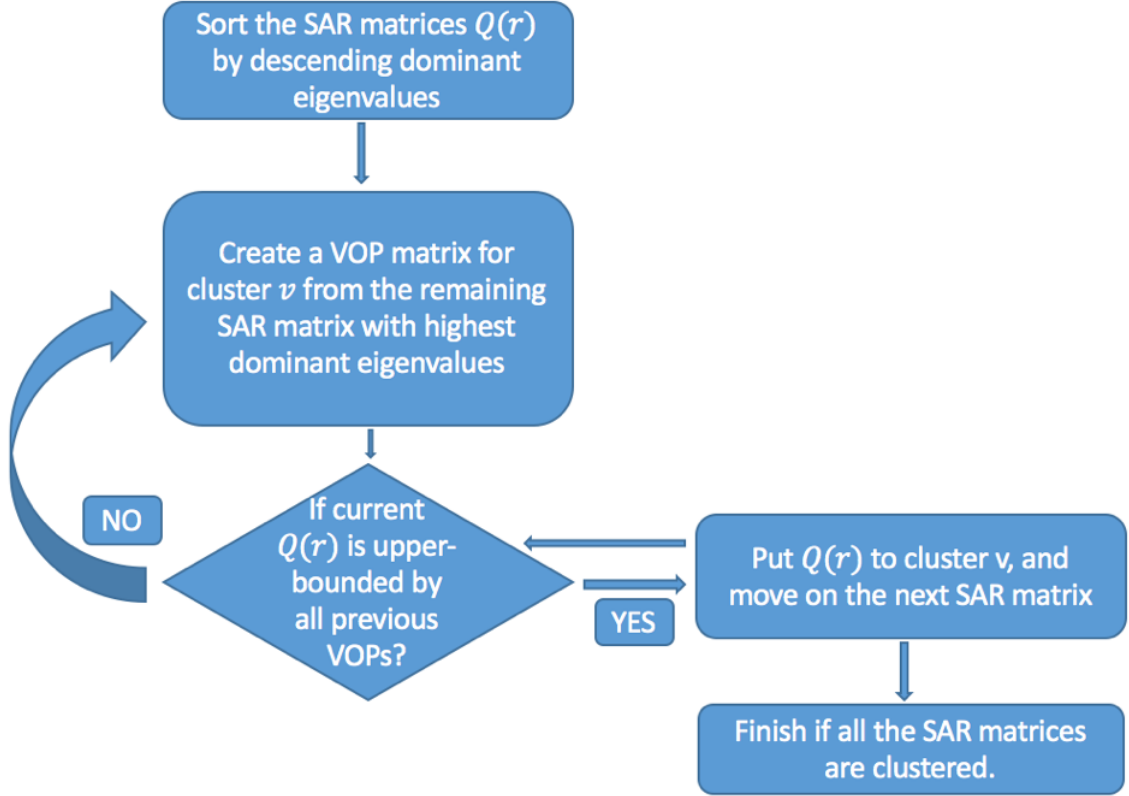 Sort the SAR matrices Q(r)
by descending dominant
eigenvalues
Create a VOP matrix for
cluster v from the remaining
SAR matrix with highest
dominant eigenvalues
NO
If current
Q(r) is upper-
bounded by
all previous
VOPs?
YES
Put Q(r) to cluster v, and
move on the next SAR matrix
Finish if all the SAR matrices
are clustered.